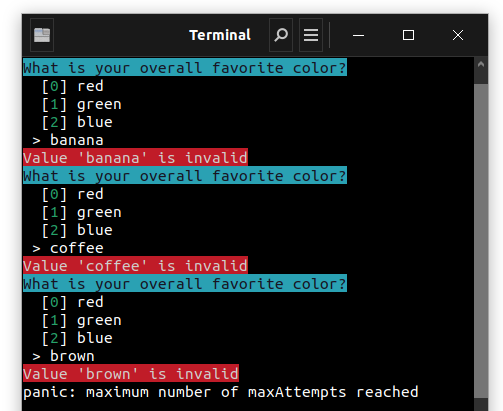 Terminal
What is your overall favorite color?
[0] red
[1] green
[2] blue
> banana
Value 'banana' is invalid
What is your overall favorite color?
[0] red
[1] green
[2] blue
> coffee
Value 'coffee' is invalid
What is your overall favorite color?
[0] red
[1] green
[2] blue
> brown
Value 'brown' is invalid
panic: maximum number of maxAttempts reached